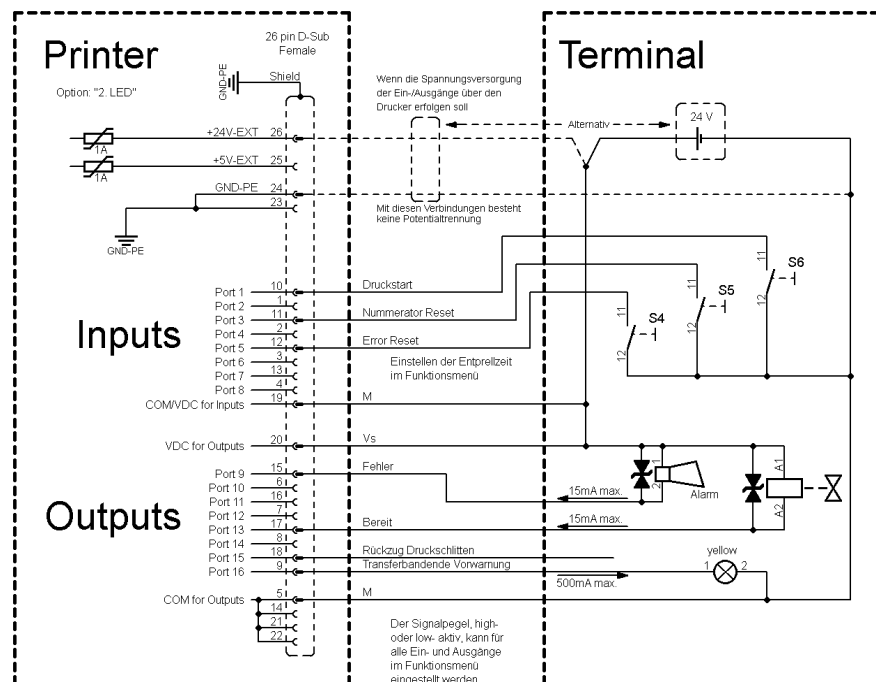 Printer
Option: "2. LED"
26 pin D-Sub
Female
Shield
GND-PE
+24V-EXT 26
1A
+5V-EXT 25
1A
GND-PE 24
23
GND-PE
Wenn die Spannungsversorgung
der Ein-/Ausgänge über den
Drucker erfolgen soll
Mit diesen Verbindungen besteht
keine Potentialtrennung
Terminal
Alternativ
24 V
Inputs
Port 1 10 Druckstart
Port 2 1
Port 3 11 Nummerator Reset
Port 4 2
Port 5 12 Error Reset
Port 6 3
Port 7 13
Port 8 4
COM/VDC for Inputs 19 M
Einstellen der Entprellzeit
im Funktionsmenü
11
S4
12
11
S5
12
11
S6
12
Outputs
VDC for Outputs 20 Vs
Port 9 15 Fehler
Port 10 6
Port 11 16
Port 12 7
Port 13 17 Bereit
Port 14 8
Port 15 18 Rückzug Druckschlitten
Port 16 9 Transferbandende Vorwarnung
COM for Outputs 5 M
14
21
22
15mA max.
15mA max.
500mA max.
1
2
Alarm
A1
A2
yellow
1 2
Der Signalpegel, high-
oder low- aktiv, kann für
alle Ein- und Ausgänge
im Funktionsmenü
eingestellt werden